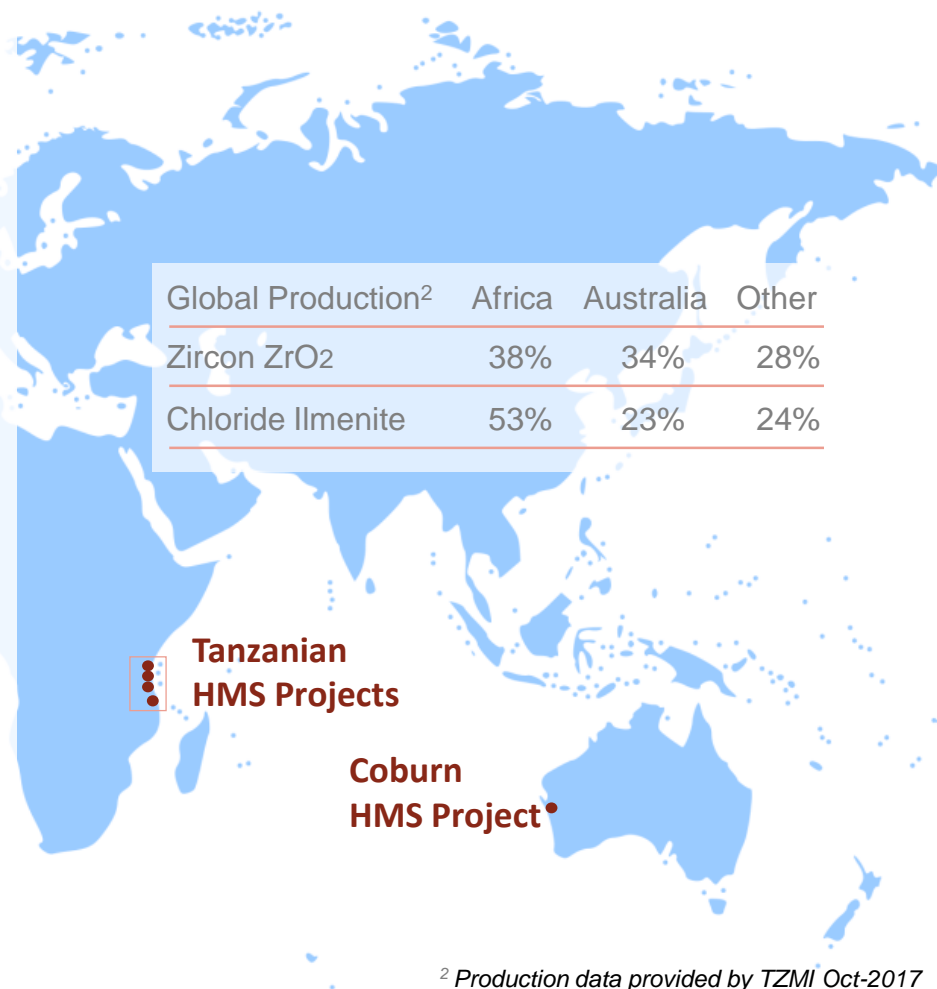 Global Production² Africa Australia Other
Zircon ZrO2 38% 34% 28%
Chloride Ilmenite 53% 23% 24%
Tanzanian
HMS Projects
Coburn
HMS Project
² Production data provided by TZMI Oct-2017